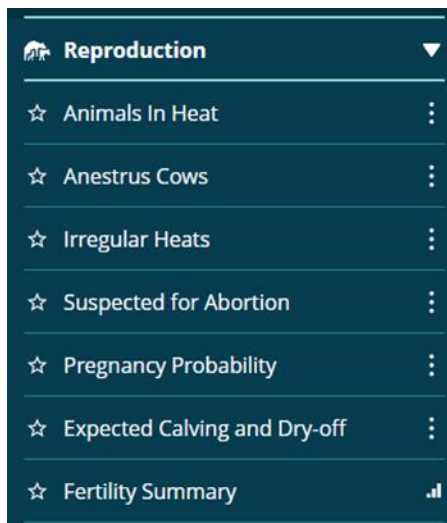 Reproduction
Animals In Heat
Anestrus Cows
Irregular Heats
Suspected for Abortion
Pregnancy Probability
Expected Calving and Dry-off
Fertility Summary